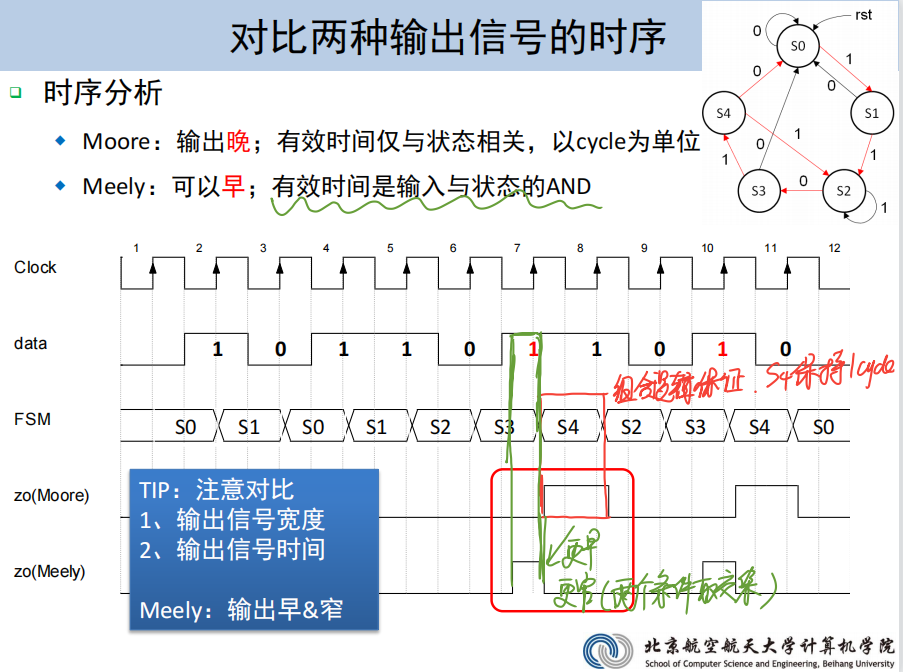 对比两种输出信号的时序
rst
0
S0
1
0
0
S4
S1
1
0
1
1
S3
0
S2
1
时序分析
Moore：输出晚；有效时间仅与状态相关，以cycle为单位
Meely：可以早；有效时间是输入与状态的AND
1 2 3 4 5 6 7 8 9 10 11 12
Clock
data 1 0 1 1 0 1 1 0 1 0
组合逻辑保证. S4保持1cycle
FSM S0 S1 S0 S1 S2 S3 S4 S2 S3 S4 S0
zo(Moore)
zo(Meely)
TIP：注意对比
1、输出信号宽度
2、输出信号时间
Meely：输出早&窄
更早
更窄(两个条件取交集)
北京航空航天大学计算机学院
School of Computer Science and Engineering, Beihang University